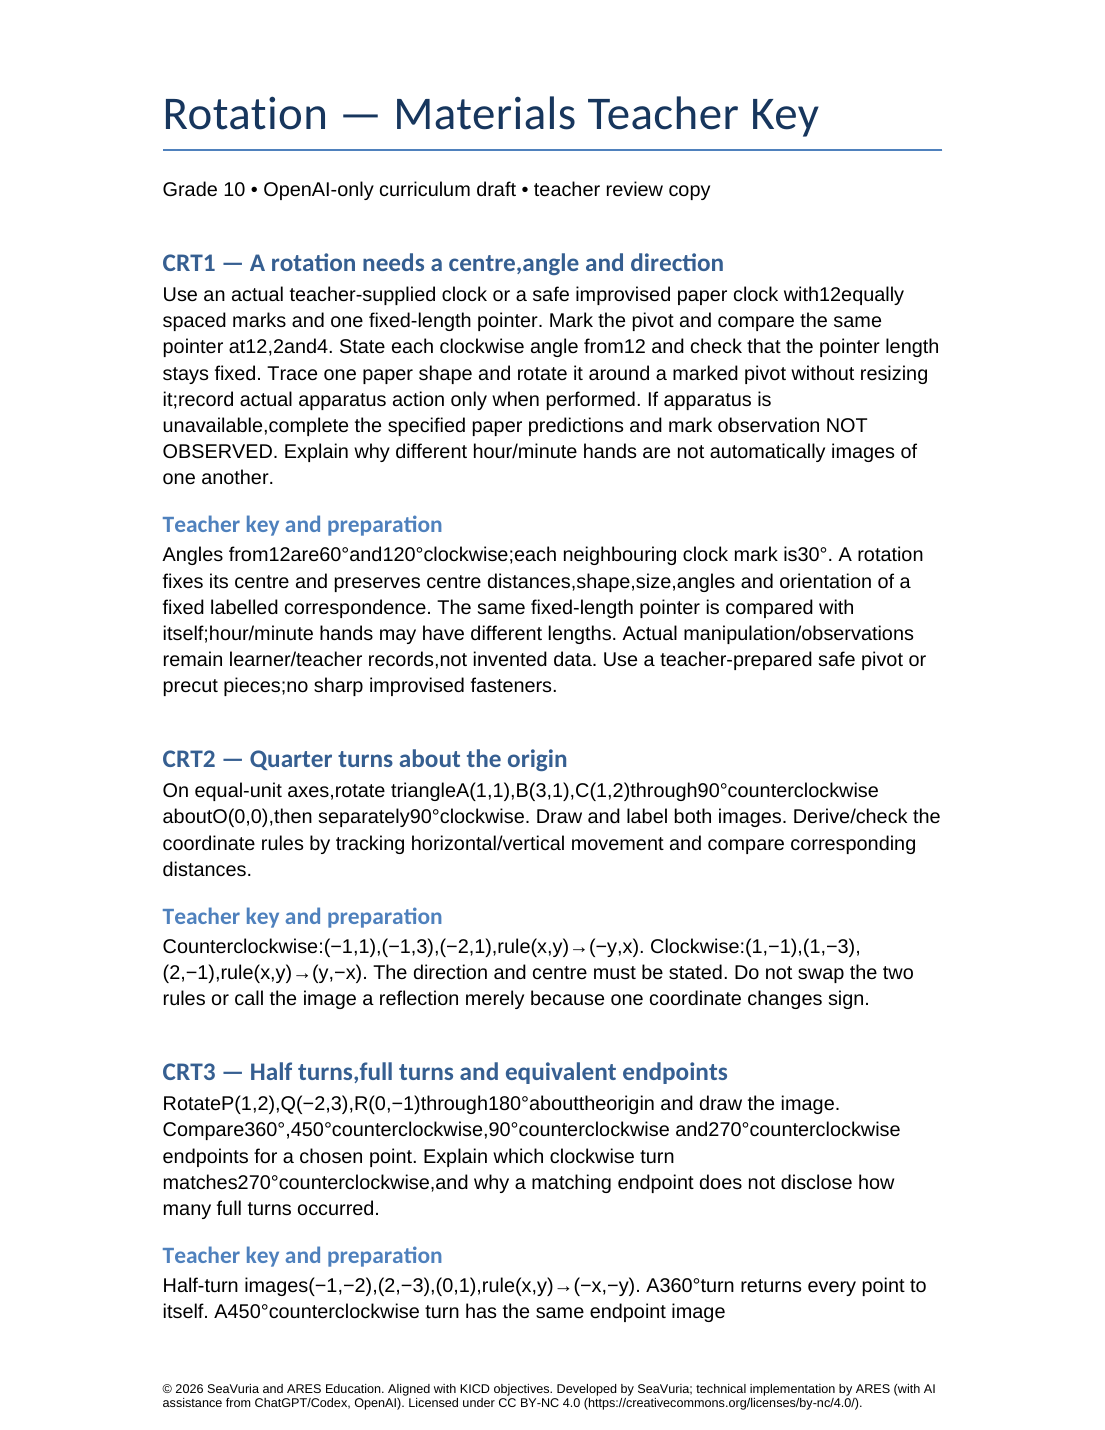 Rotation — Materials Teacher Key
Grade 10 • OpenAI-only curriculum draft • teacher review copy
CRT1 — A rotation needs a centre,angle and direction
Use an actual teacher-supplied clock or a safe improvised paper clock with12equally
spaced marks and one fixed-length pointer. Mark the pivot and compare the same
pointer at12,2and4. State each clockwise angle from12 and check that the pointer length
stays fixed. Trace one paper shape and rotate it around a marked pivot without resizing
it;record actual apparatus action only when performed. If apparatus is
unavailable,complete the specified paper predictions and mark observation NOT
OBSERVED. Explain why different hour/minute hands are not automatically images of
one another.
Teacher key and preparation
Angles from12are60°and120°clockwise;each neighbouring clock mark is30°. A rotation
fixes its centre and preserves centre distances,shape,size,angles and orientation of a
fixed labelled correspondence. The same fixed-length pointer is compared with
itself;hour/minute hands may have different lengths. Actual manipulation/observations
remain learner/teacher records,not invented data. Use a teacher-prepared safe pivot or
precut pieces;no sharp improvised fasteners.
CRT2 — Quarter turns about the origin
On equal-unit axes,rotate triangleA(1,1),B(3,1),C(1,2)through90°counterclockwise
aboutO(0,0),then separately90°clockwise. Draw and label both images. Derive/check the
coordinate rules by tracking horizontal/vertical movement and compare corresponding
distances.
Teacher key and preparation
Counterclockwise:(−1,1),(−1,3),(−2,1),rule(x,y)→(−y,x). Clockwise:(1,−1),(1,−3),
(2,−1),rule(x,y)→(y,−x). The direction and centre must be stated. Do not swap the two
rules or call the image a reflection merely because one coordinate changes sign.
CRT3 — Half turns,full turns and equivalent endpoints
RotateP(1,2),Q(−2,3),R(0,−1)through180°abouttheorigin and draw the image.
Compare360°,450°counterclockwise,90°counterclockwise and270°counterclockwise
endpoints for a chosen point. Explain which clockwise turn
matches270°counterclockwise,and why a matching endpoint does not disclose how
many full turns occurred.
Teacher key and preparation
Half-turn images(−1,−2),(2,−3),(0,1),rule(x,y)→(−x,−y). A360°turn returns every point to
itself. A450°counterclockwise turn has the same endpoint image
© 2026 SeaVuria and ARES Education. Aligned with KICD objectives. Developed by SeaVuria; technical implementation by ARES (with AI
assistance from ChatGPT/Codex, OpenAI). Licensed under CC BY-NC 4.0 (https://creativecommons.org/licenses/by-nc/4.0/).